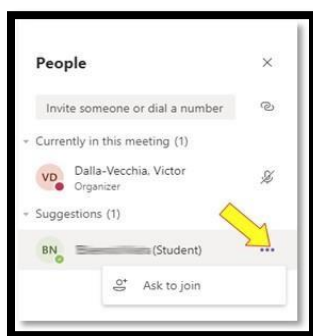 People
Invite someone or dial a number
Currently in this meeting (1)
VD Dalla-Vecchia, Victor
Organizer
Suggestions (1)
BN (Student)
Ask to join